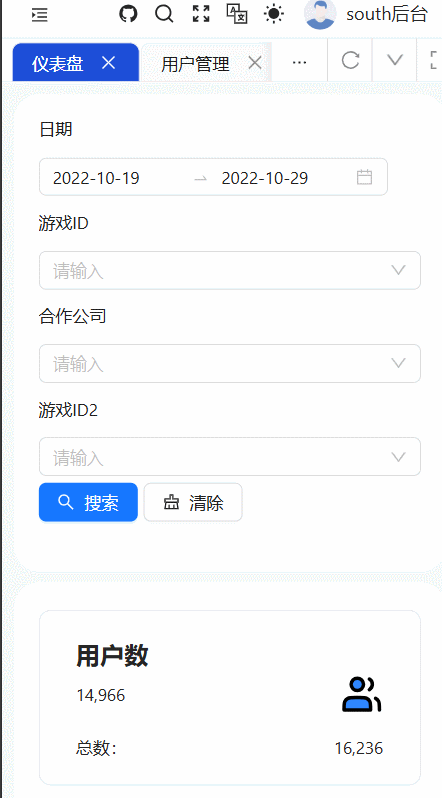 south后台
仪表盘 用户管理 ...
日期
2022-10-19 → 2022-10-29
游戏ID
请输入
合作公司
请输入
游戏ID2
请输入
搜索 清除
用户数
14,966
总数: 16,236